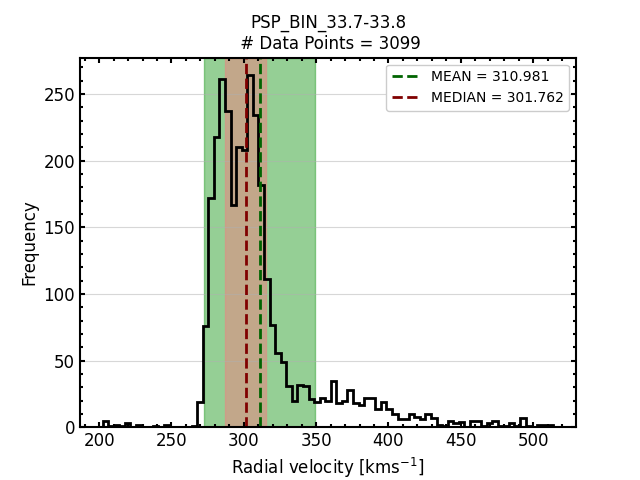 PSP_BIN_33.7-33.8
# Data Points = 3099
MEAN = 310.981
MEDIAN = 301.762
Frequency
250
200
150
100
50
0
200 250 300 350 400 450 500
Radial velocity [kms⁻¹]